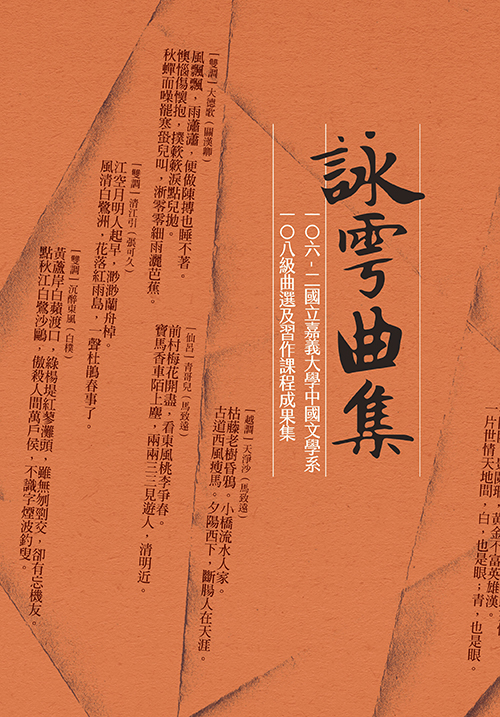 黃金不富英雄漢。
一片世情天地間，白，也是眼；青，也是眼。
詠雩曲集
一〇六-二國立嘉義大學中國文學系
一〇八級曲選及習作課程成果集
｜越調｜天淨沙（馬致遠）
枯藤老樹昏鴉。小橋流水人家。
古道西風瘦馬。夕陽西下，斷腸人在天涯。
｜雙調｜大德歌（關漢卿）
風飄飄，雨瀟瀟，便做陳摶也睡不著。
懊惱傷懷抱，撲簌簌淚點兒拋。
秋蟬兒噪罷寒蛩兒叫，淅零零細雨灑芭蕉。
｜仙呂｜青哥兒（馬致遠）
前村梅花開盡，看東風桃李爭春。
寶馬香車陌上塵，兩兩三三見遊人，清明近。
｜雙調｜清江引（張可久）
江空月明人起早，渺渺蘭舟棹。
風清白鷺洲，花落紅雨島，一聲杜鵑春事了。
｜雙調｜沉醉東風（白樸）
黃蘆岸白蘋渡口，綠楊堤紅蓼灘頭，雖無刎頸交，卻有忘機友。
點秋江白鷺沙鷗，傲殺人間萬戶侯，不識字煙波釣叟。